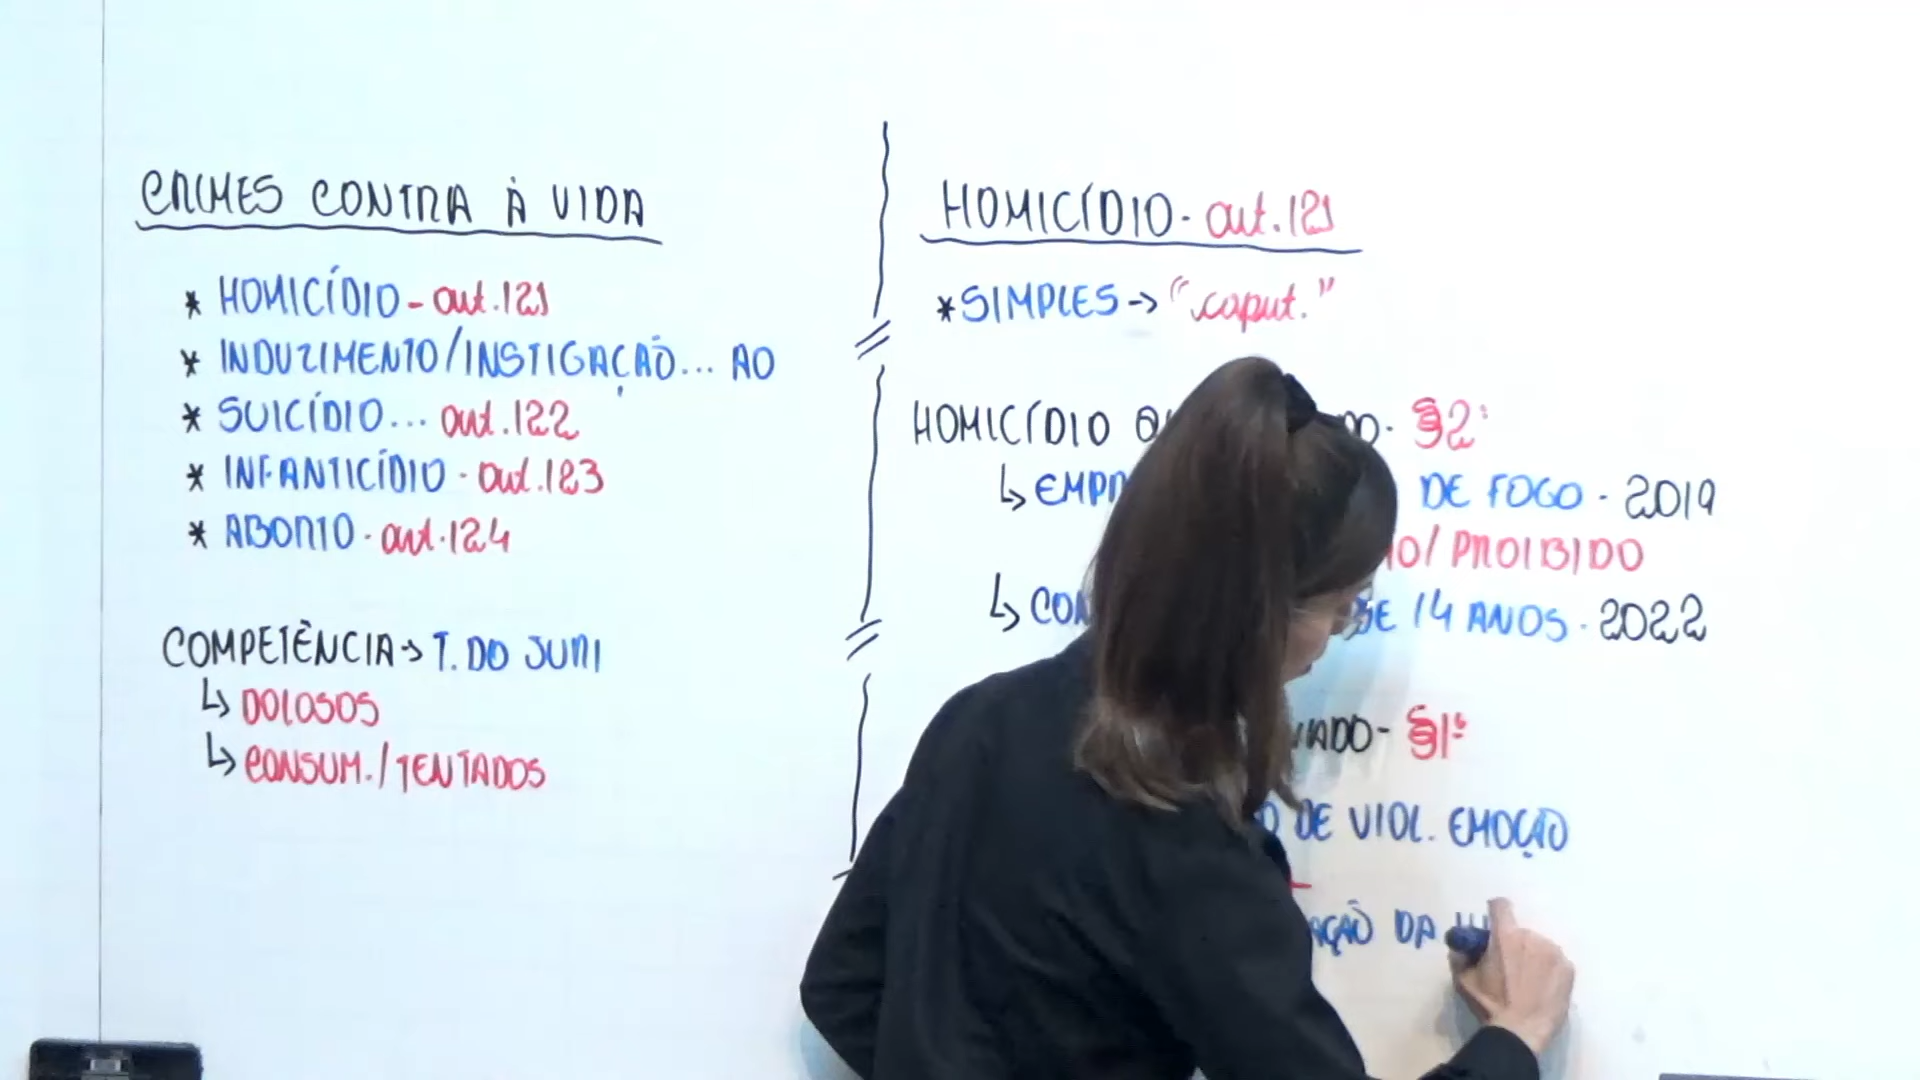 CRIMES CONTRA À VIDA
* HOMICÍDIO - art. 121
* INDUZIMENTO/INSTIGAÇÃO... AO
* SUICÍDIO... art. 122
* INFANTICÍDIO - art. 123
* ABORTO - art. 124
COMPETÊNCIA → T. DO JURI
↳ DOLOSOS
↳ CONSUM. / TENTADOS
HOMICÍDIO - art. 121
* SIMPLES → "caput."
HOMICÍDIO - §2º
↳ DE FOGO - 2019
/ PROIBIDO
↳ DE 14 ANOS - 2022
- §1º
DE VIOL. EMOÇÃO
DA